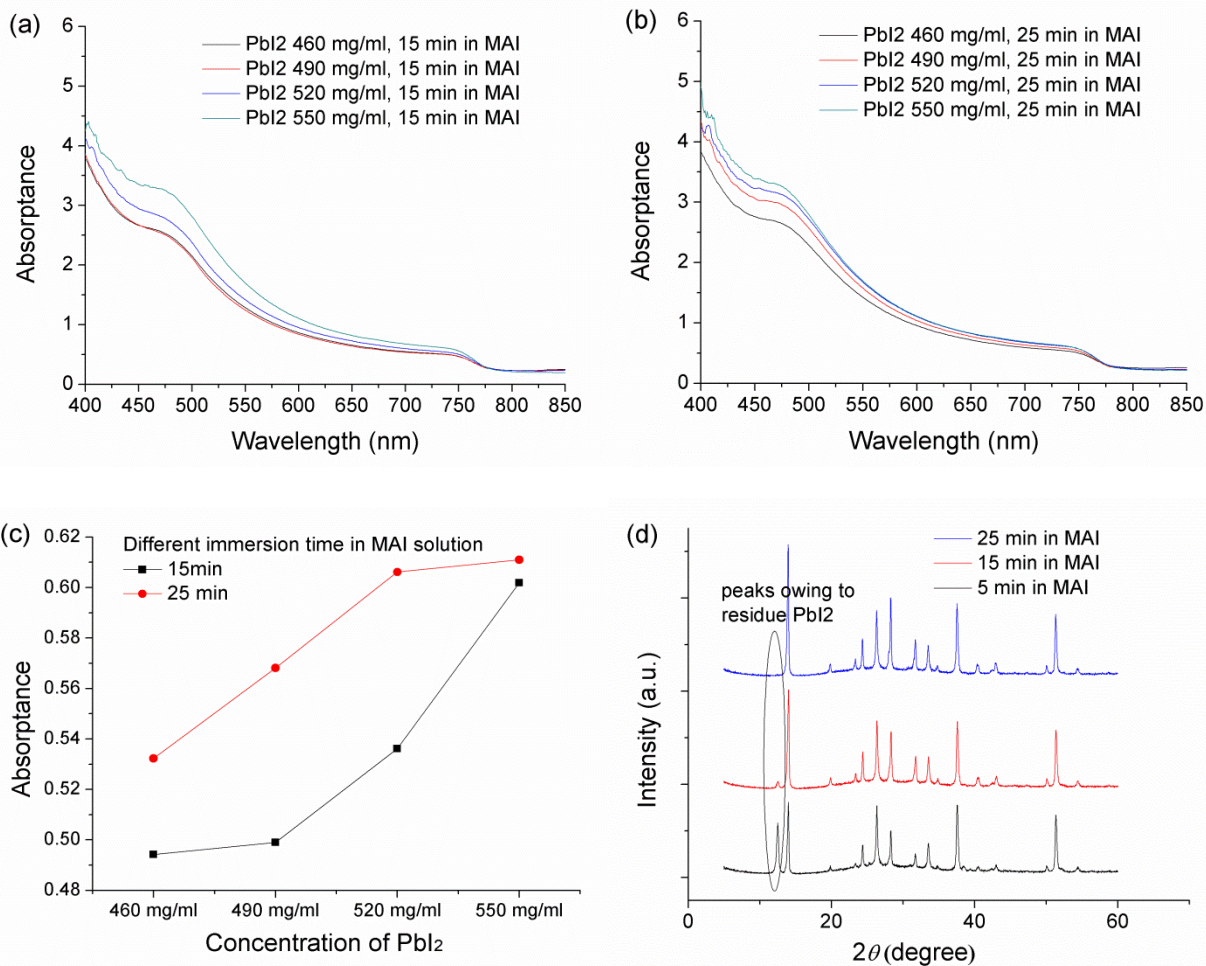 (a)
PbI2 460 mg/ml, 15 min in MAI
PbI2 490 mg/ml, 15 min in MAI
PbI2 520 mg/ml, 15 min in MAI
PbI2 550 mg/ml, 15 min in MAI
6
5
4
3
2
1
0
Absorptance
400 450 500 550 600 650 700 750 800 850
Wavelength (nm)
(b)
PbI2 460 mg/ml, 25 min in MAI
PbI2 490 mg/ml, 25 min in MAI
PbI2 520 mg/ml, 25 min in MAI
PbI2 550 mg/ml, 25 min in MAI
6
5
4
3
2
1
0
Absorptance
400 450 500 550 600 650 700 750 800 850
Wavelength (nm)
(c)
Different immersion time in MAI solution
15min
25 min
0.62
0.60
0.58
0.56
0.54
0.52
0.50
0.48
Absorptance
460 mg/ml 490 mg/ml 520 mg/ml 550 mg/ml
Concentration of PbI₂
(d)
25 min in MAI
15 min in MAI
5 min in MAI
peaks owing to
residue PbI2
Intensity (a.u.)
0 20 40 60
2θ (degree)